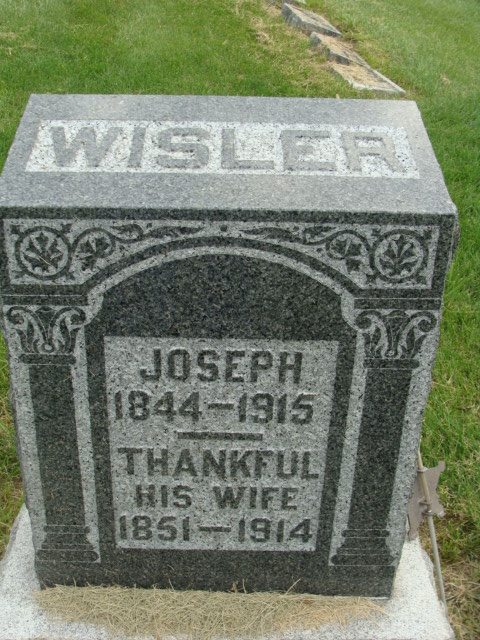 WISLER
JOSEPH
1844–1915
THANKFUL
HIS WIFE
1851–1914